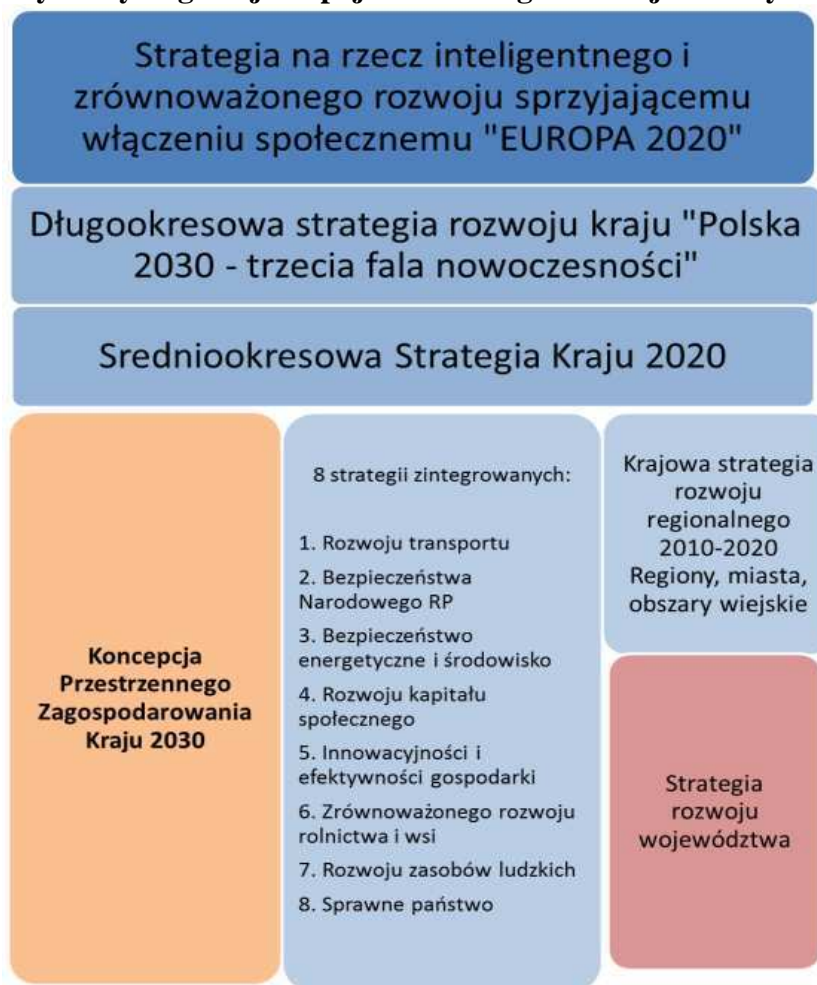 Strategia na rzecz inteligentnego i
zrównoważonego rozwoju sprzyjającemu
włączeniu społecznemu "EUROPA 2020"
Długookresowa strategia rozwoju kraju "Polska
2030 - trzecia fala nowoczesności"
Sredniookresowa Strategia Kraju 2020
Koncepcja
Przestrzennego
Zagospodarowania
Kraju 2030
8 strategii zintegrowanych:
1. Rozwoju transportu
2. Bezpieczeństwa
Narodowego RP
3. Bezpieczeństwo
energetyczne i środowisko
4. Rozwoju kapitału
społecznego
5. Innowacyjności i
efektywności gospodarki
6. Zrównoważonego rozwoju
rolnictwa i wsi
7. Rozwoju zasobów ludzkich
8. Sprawne państwo
Krajowa strategia
rozwoju
regionalnego
2010-2020
Regiony, miasta,
obszary wiejskie
Strategia
rozwoju
województwa